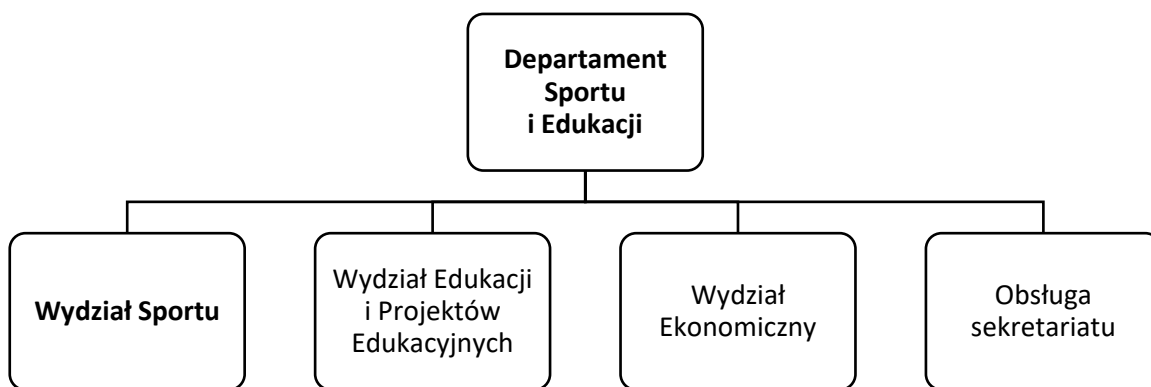 Departament
Sportu
i Edukacji
Wydział Sportu
Wydział Edukacji
i Projektów
Edukacyjnych
Wydział
Ekonomiczny
Obsługa
sekretariatu